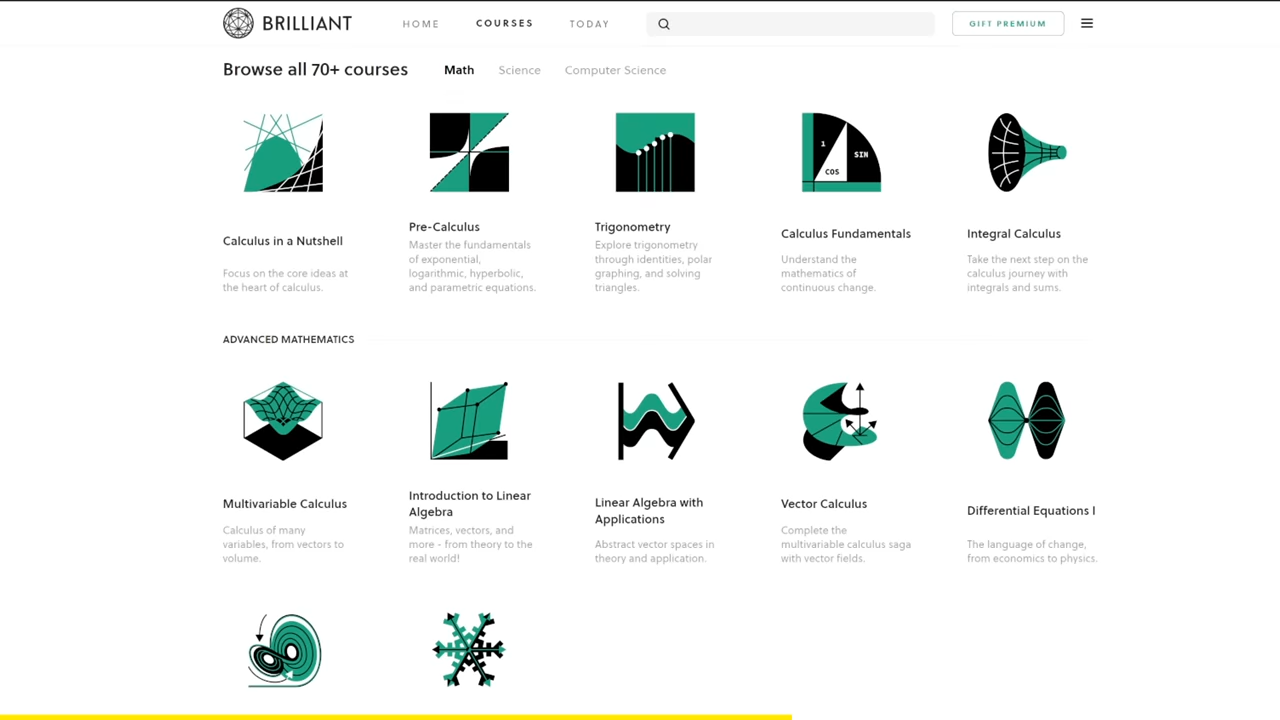 BRILLIANT
HOME
COURSES
TODAY
GIFT PREMIUM
Browse all 70+ courses
Math
Science
Computer Science
1
COS
SIN
Calculus in a Nutshell
Focus on the core ideas at
the heart of calculus.
Pre-Calculus
Master the fundamentals
of exponential,
logarithmic, hyperbolic,
and parametric equations.
Trigonometry
Explore trigonometry
through identities, polar
graphing, and solving
triangles.
Calculus Fundamentals
Understand the
mathematics of
continuous change.
Integral Calculus
Take the next step on the
calculus journey with
integrals and sums.
ADVANCED MATHEMATICS
Multivariable Calculus
Calculus of many
variables, from vectors to
volume.
Introduction to Linear
Algebra
Matrices, vectors, and
more - from theory to the
real world!
Linear Algebra with
Applications
Abstract vector spaces in
theory and application.
Vector Calculus
Complete the
multivariable calculus saga
with vector fields.
Differential Equations I
The language of change,
from economics to physics.